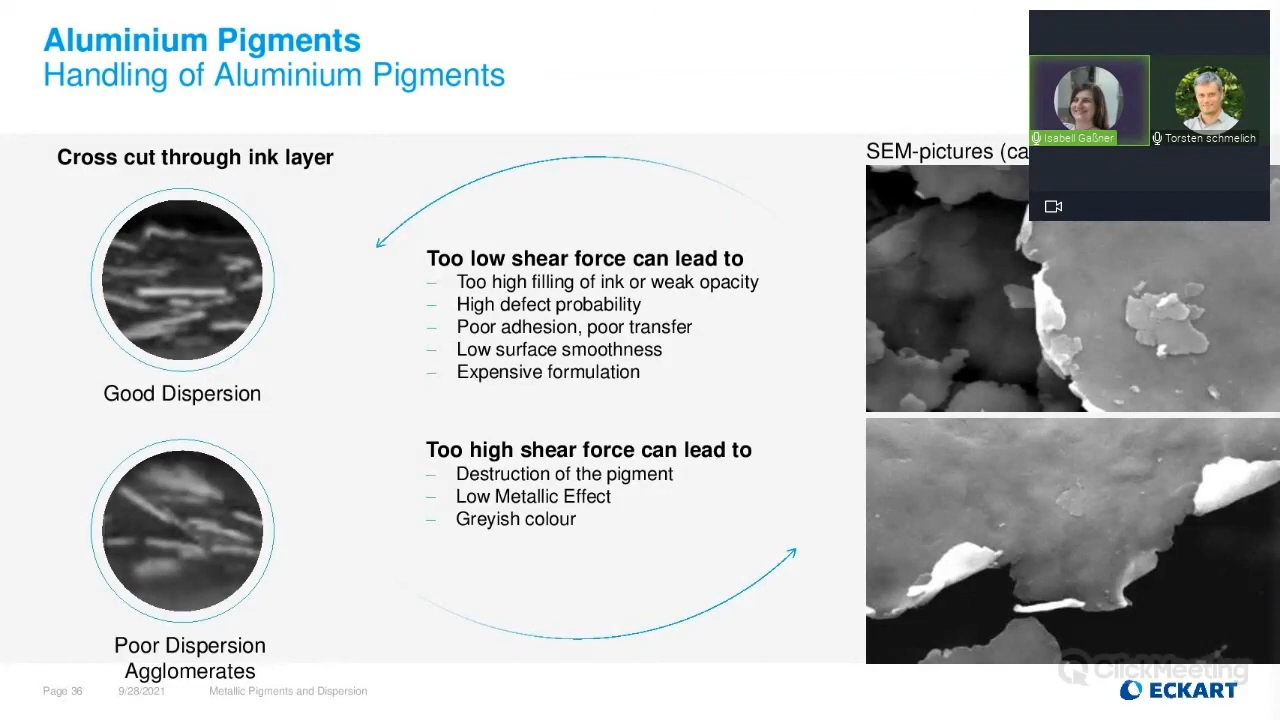 Aluminium Pigments
Handling of Aluminium Pigments
Cross cut through ink layer
Good Dispersion
Poor Dispersion
Agglomerates
Too low shear force can lead to
– Too high filling of ink or weak opacity
– High defect probability
– Poor adhesion, poor transfer
– Low surface smoothness
– Expensive formulation
Too high shear force can lead to
– Destruction of the pigment
– Low Metallic Effect
– Greyish colour
SEM-pictures (ca
Isabell Gaßner
Torsten schmelich
ClickMeeting
Page 36
9/28/2021
Metallic Pigments and Dispersion
ECKART